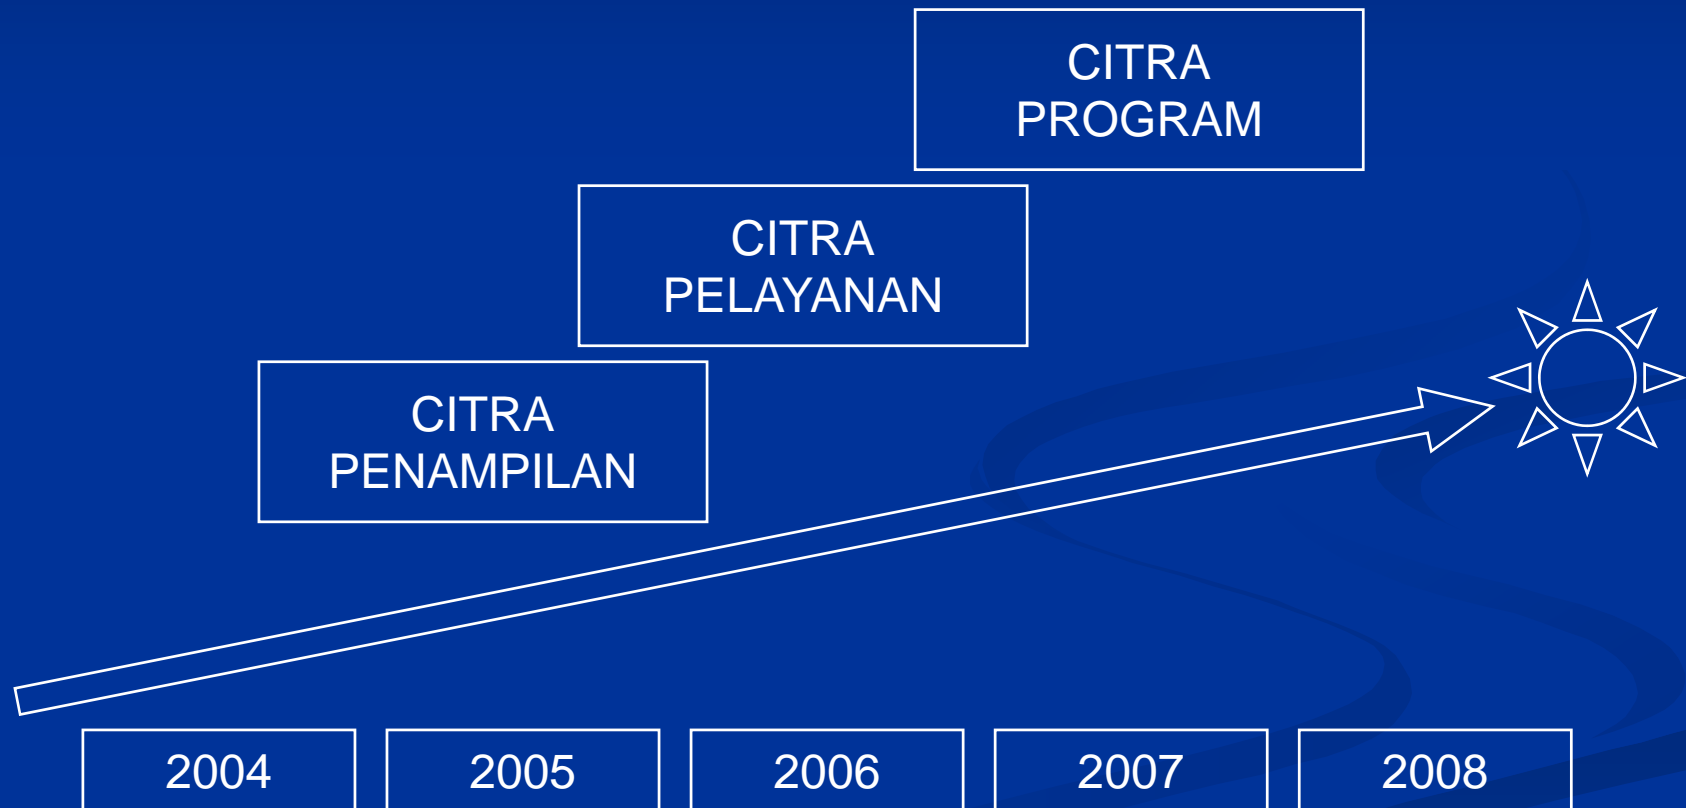 CITRA
PROGRAM
CITRA
PELAYANAN
CITRA
PENAMPILAN
2004
2005
2006
2007
2008